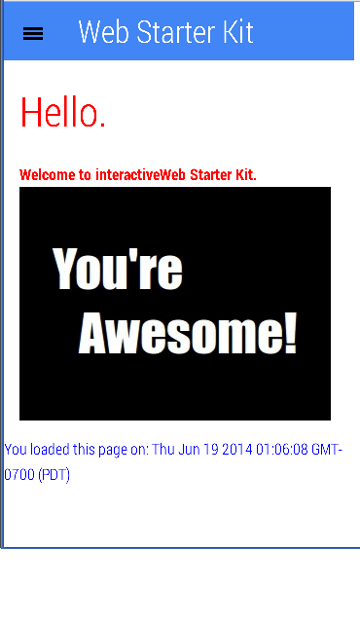 Web Starter Kit
Hello.
Welcome to interactiveWeb Starter Kit.
You're
Awesome!
You loaded this page on: Thu Jun 19 2014 01:06:08 GMT-
0700 (PDT)